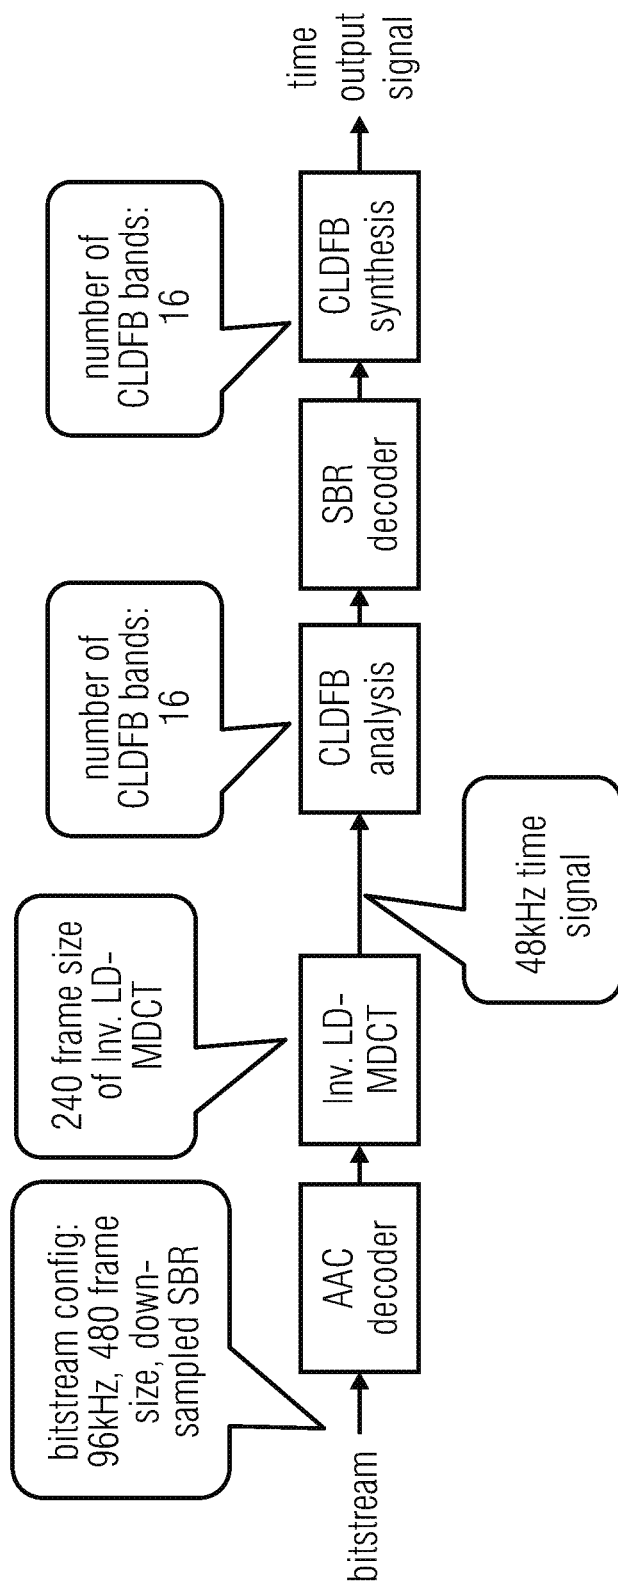 bitstream config:
96kHz, 480 frame
size, down-
sampled SBR
240 frame size
of Inv. LD-
MDCT
number of
CLDFB bands:
16
number of
CLDFB bands:
16
bitstream
AAC
decoder
Inv. LD-
MDCT
CLDFB
analysis
SBR
decoder
CLDFB
synthesis
time
output
signal
48kHz time
signal